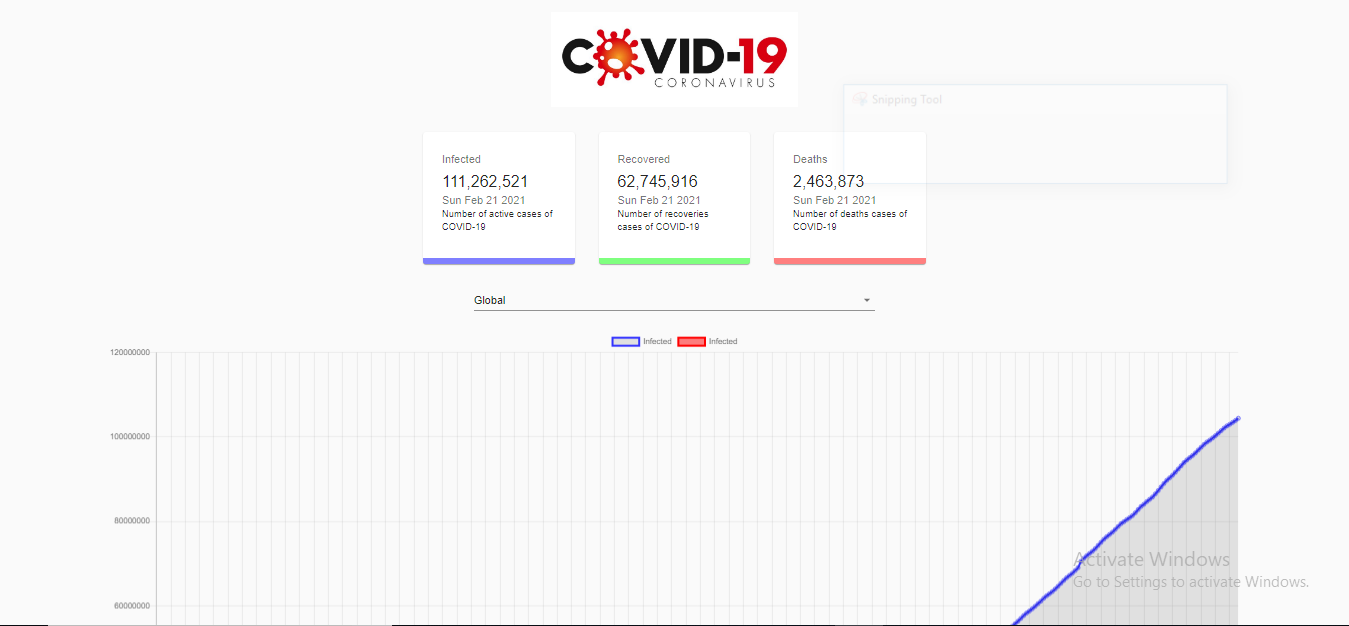 COVID-19
CORONAVIRUS
Snipping Tool
Infected
111,262,521
Sun Feb 21 2021
Number of active cases of
COVID-19
Recovered
62,745,916
Sun Feb 21 2021
Number of recoveries
cases of COVID-19
Deaths
2,463,873
Sun Feb 21 2021
Number of deaths cases of
COVID-19
Global
Infected Infected
120000000
100000000
80000000
60000000
Activate Windows
Go to Settings to activate Windows.